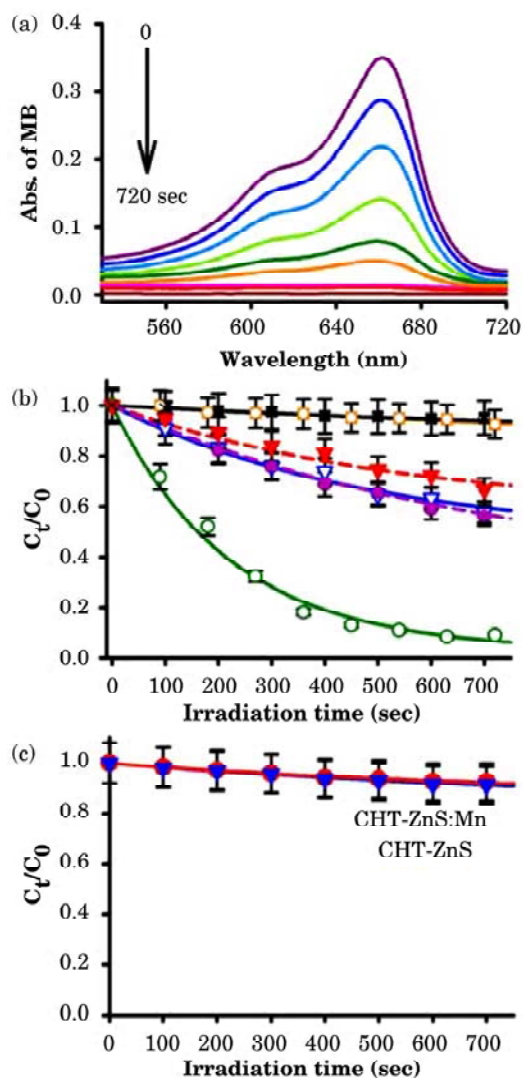 (a)
0.4
0.3
0.2
0.1
0.0
Abs. of MB
0
720 sec
560 600 640 680 720
Wavelength (nm)
(b)
1.0
0.8
0.6
0.4
0.2
0.0
Ct/C0
0 100 200 300 400 500 600 700
Irradiation time (sec)
(c)
1.0
0.8
0.6
0.4
0.2
0.0
Ct/C0
CHT-ZnS:Mn
CHT-ZnS
0 100 200 300 400 500 600 700
Irradiation time (sec)